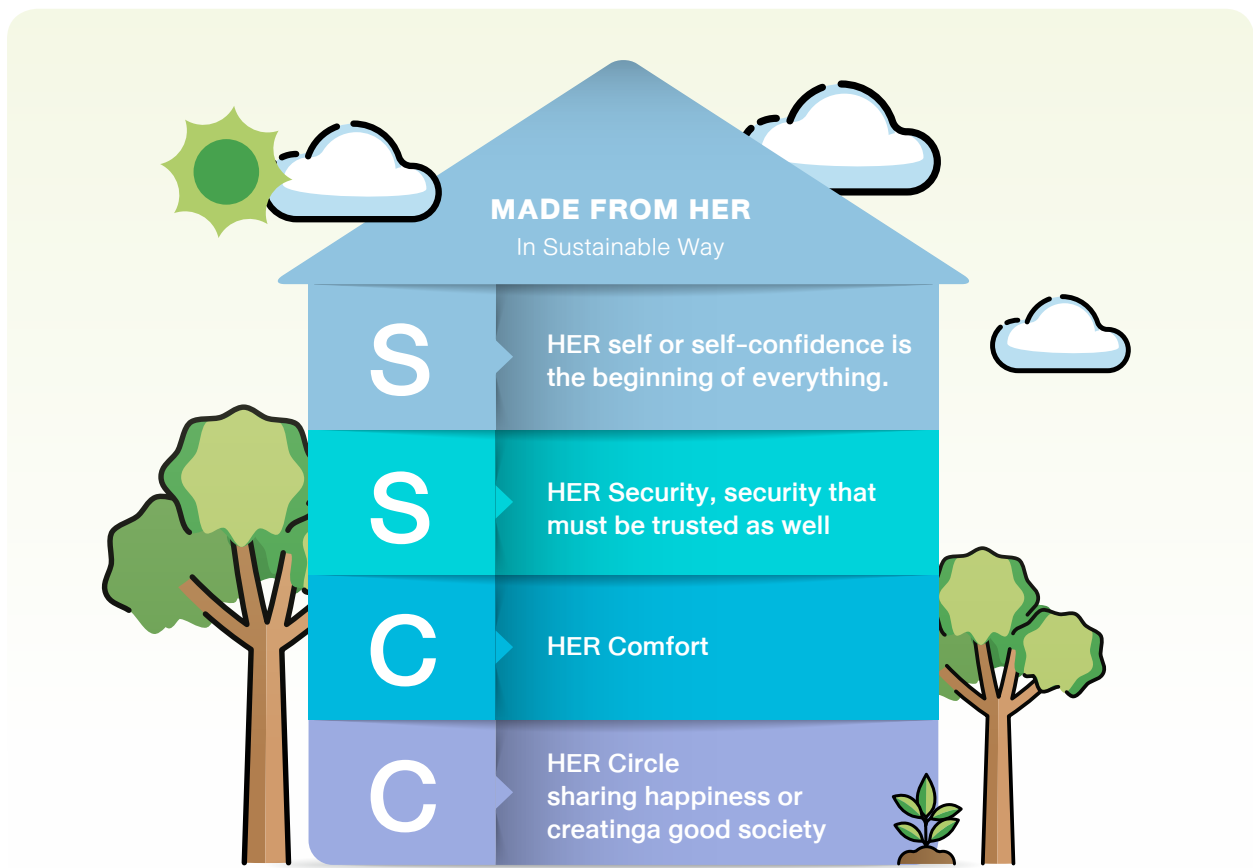 MADE FROM HER
In Sustainable Way
S
HER self or self-confidence is
the beginning of everything.
S
HER Security, security that
must be trusted as well
C
HER Comfort
C
HER Circle
sharing happiness or
creatinga good society